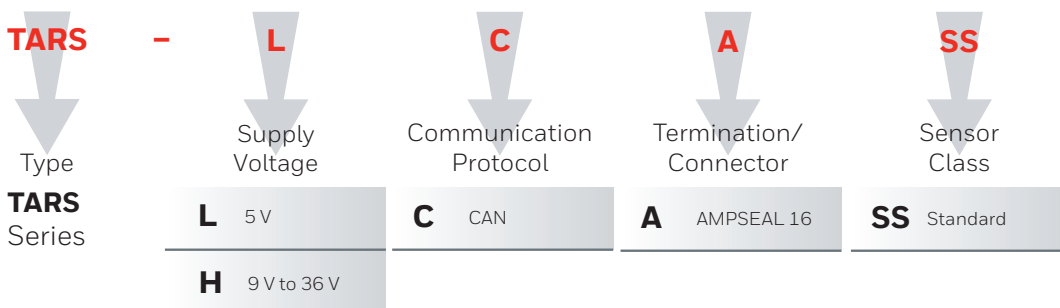 TARS – L C A SS
Type
Supply
Voltage
Communication
Protocol
Termination/
Connector
Sensor
Class
TARS
Series
L 5 V
H 9 V to 36 V
C CAN
A AMPSEAL 16
SS Standard